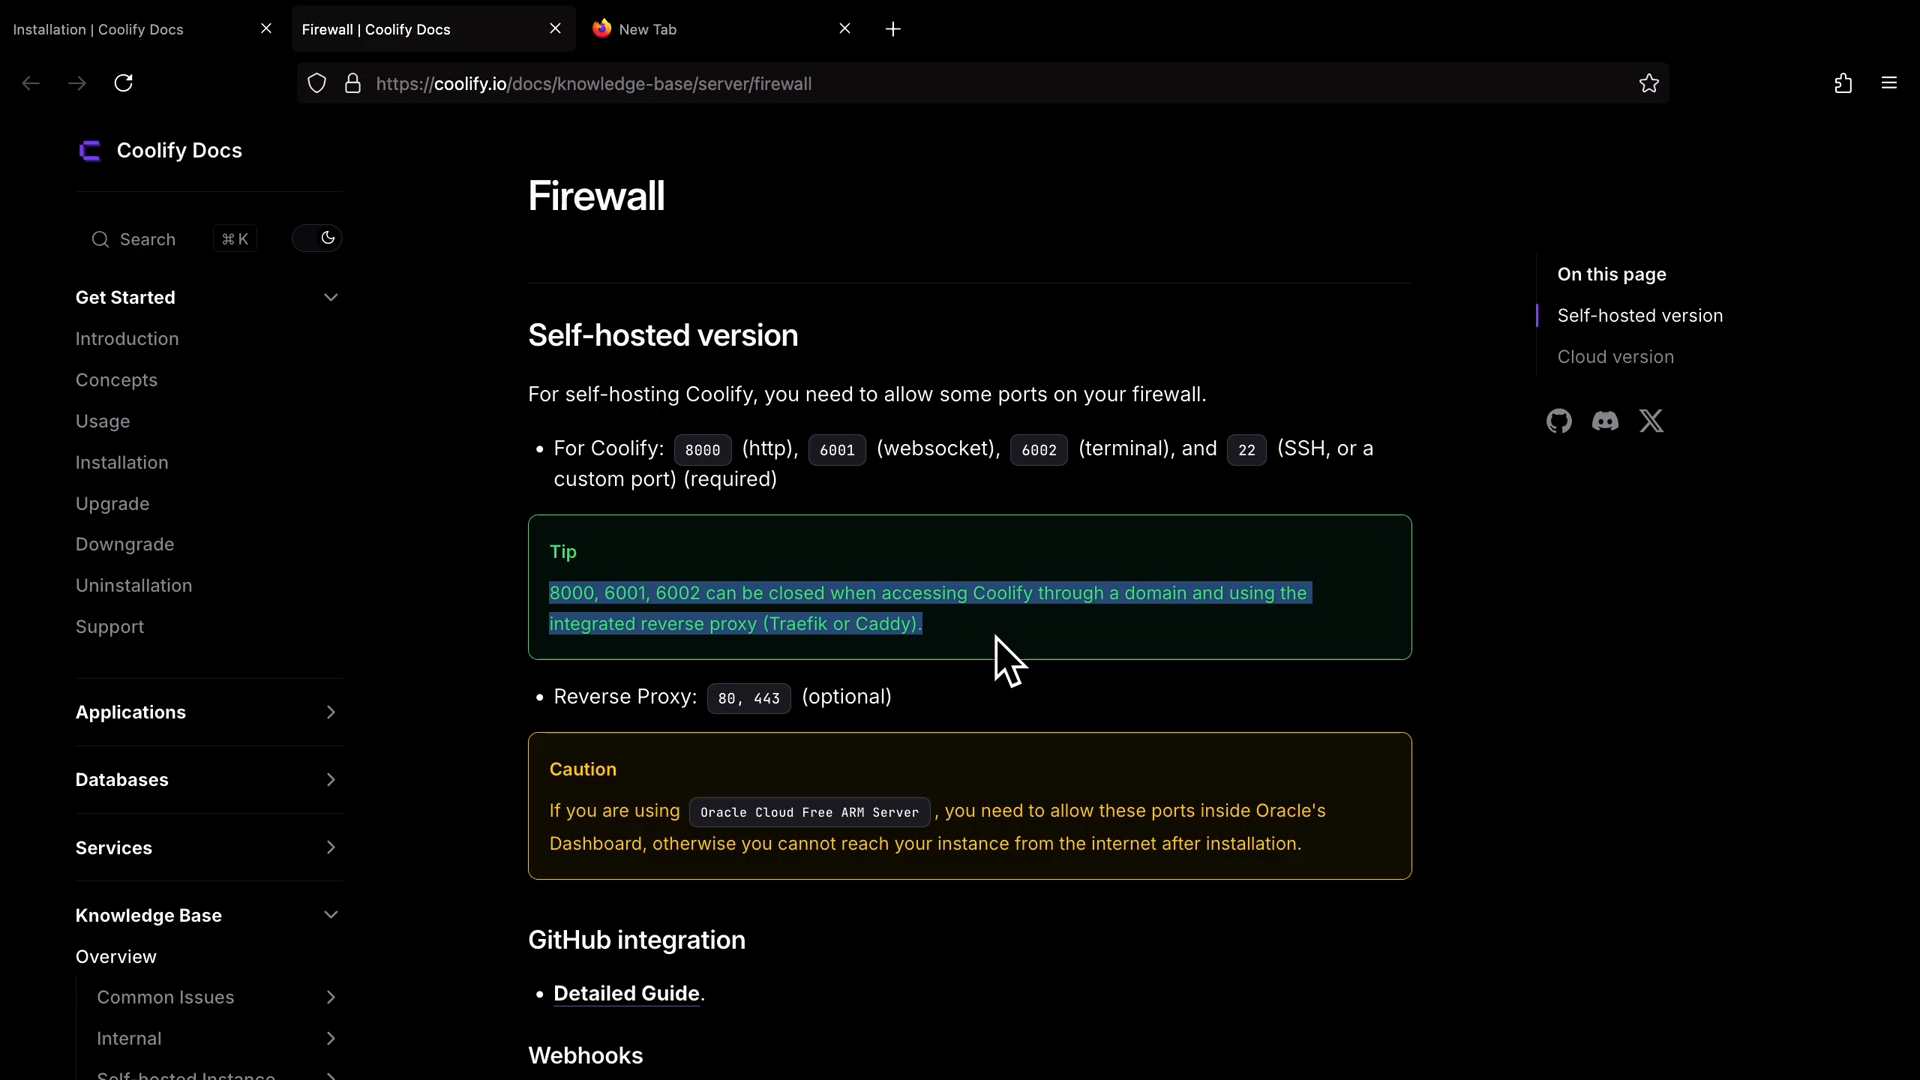 Installation | Coolify Docs
Firewall | Coolify Docs
New Tab
https://coolify.io/docs/knowledge-base/server/firewall
Coolify Docs
Search
⌘ K
Get Started
Introduction
Concepts
Usage
Installation
Upgrade
Downgrade
Uninstallation
Support
Applications
Databases
Services
Knowledge Base
Overview
Common Issues
Internal
Self-hosted Instance
Firewall
Self-hosted version
For self-hosting Coolify, you need to allow some ports on your firewall.
• For Coolify: 8000 (http), 6001 (websocket), 6002 (terminal), and 22 (SSH, or a
custom port) (required)
Tip
8000, 6001, 6002 can be closed when accessing Coolify through a domain and using the
integrated reverse proxy (Traefik or Caddy).
• Reverse Proxy: 80, 443 (optional)
Caution
If you are using Oracle Cloud Free ARM Server , you need to allow these ports inside Oracle's
Dashboard, otherwise you cannot reach your instance from the internet after installation.
GitHub integration
• Detailed Guide.
Webhooks
On this page
Self-hosted version
Cloud version